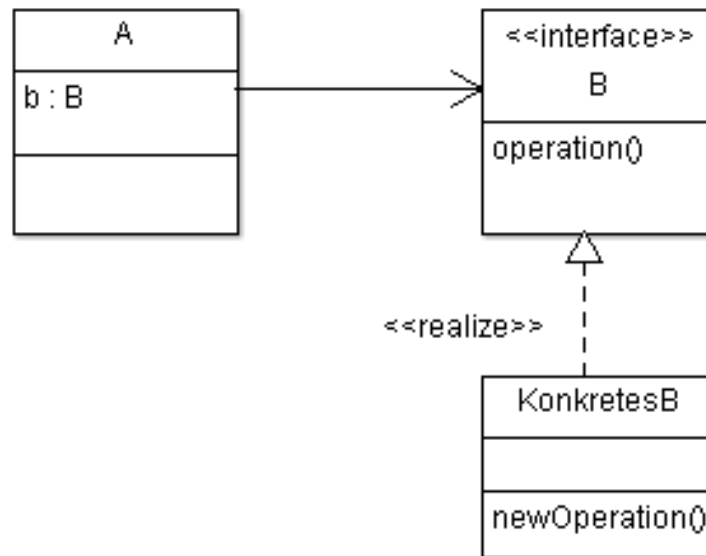 A
b : B
<<interface>>
B
operation()
<<realize>>
KonkretesB
newOperation()